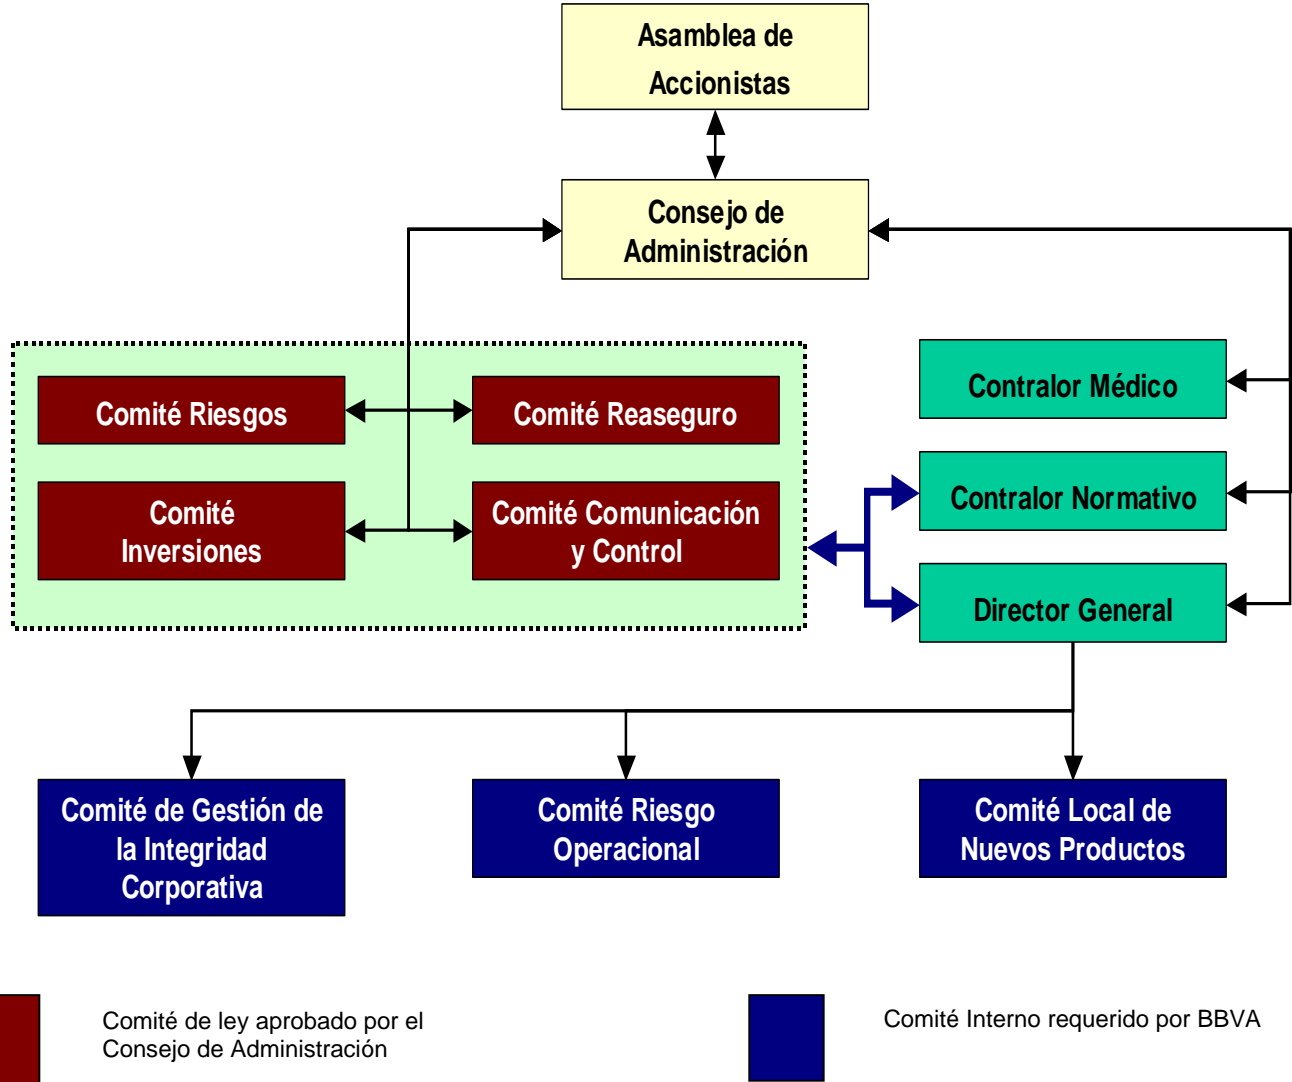 Asamblea de
Accionistas
Consejo de
Administración
Comité Riesgos
Comité Reaseguro
Contralor Médico
Comité
Inversiones
Comité Comunicación
y Control
Contralor Normativo
Director General
Comité de Gestión de
la Integridad
Corporativa
Comité Riesgo
Operacional
Comité Local de
Nuevos Productos
Comité de ley aprobado por el
Consejo de Administración
Comité Interno requerido por BBVA